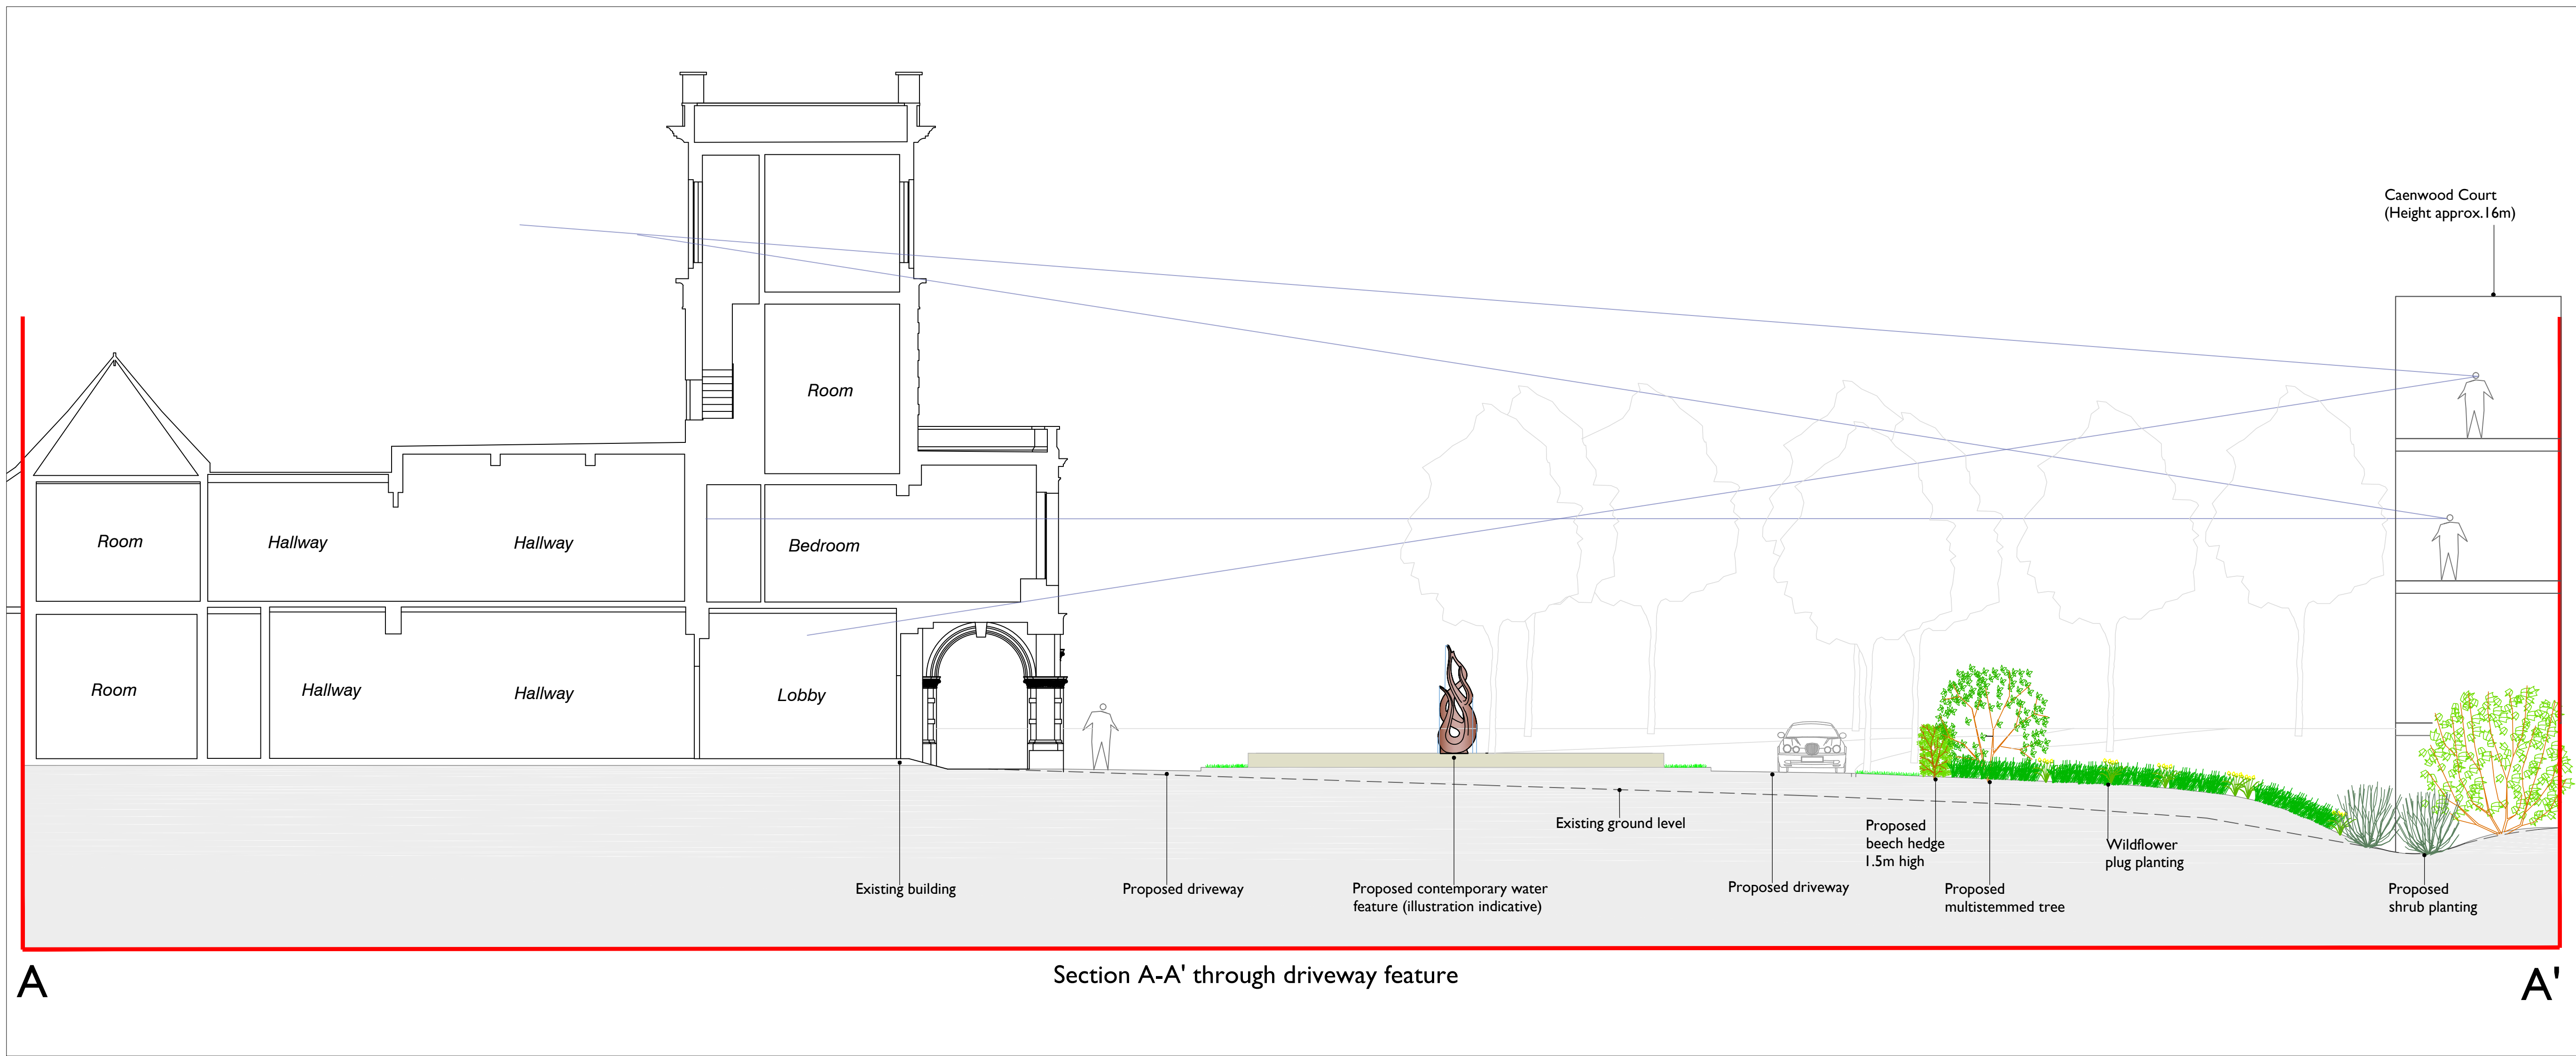 Caenwood Court
(Height approx.16m)
Room
Room
Hallway
Hallway
Bedroom
Room
Hallway
Hallway
Lobby
Existing ground level
Proposed
beech hedge
1.5m high
Wildflower
plug planting
Existing building
Proposed driveway
Proposed contemporary water
feature (illustration indicative)
Proposed driveway
Proposed
multistemmed tree
Proposed
shrub planting
A
Section A-A' through driveway feature
A'